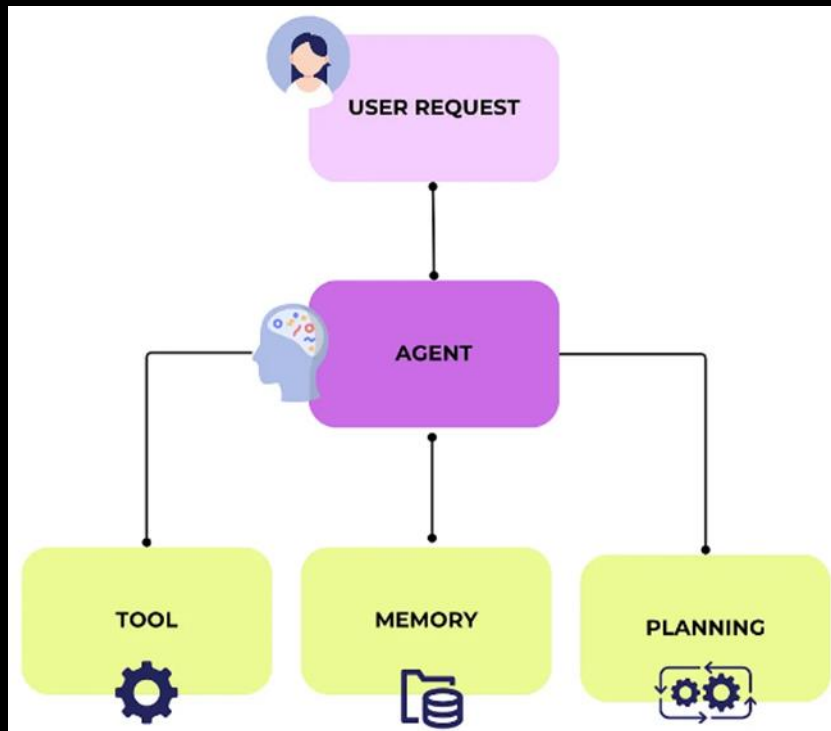 USER REQUEST
AGENT
TOOL
MEMORY
PLANNING